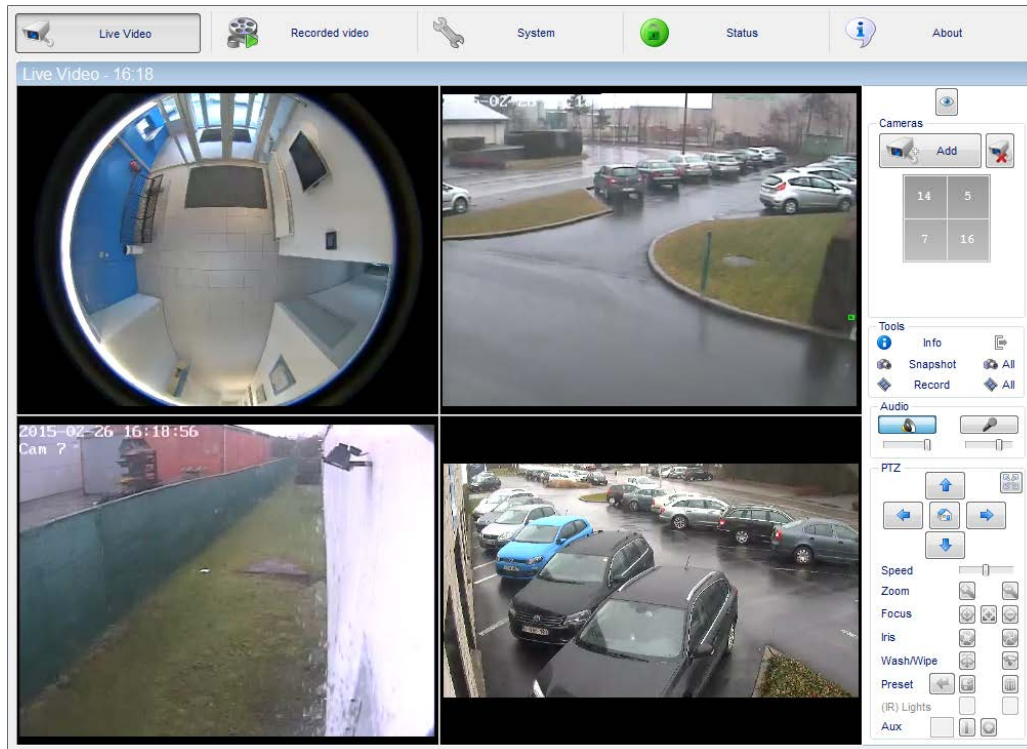 Live Video
Recorded video
System
Status
About
Live Video - 16:18
2015-02-26 16:18:56
Cam 7
Cameras
Add
14
5
7
16
Tools
Info
Snapshot
All
Record
All
Audio
PTZ
Speed
Zoom
Focus
Iris
Wash/Wipe
Preset
(IR) Lights
Aux